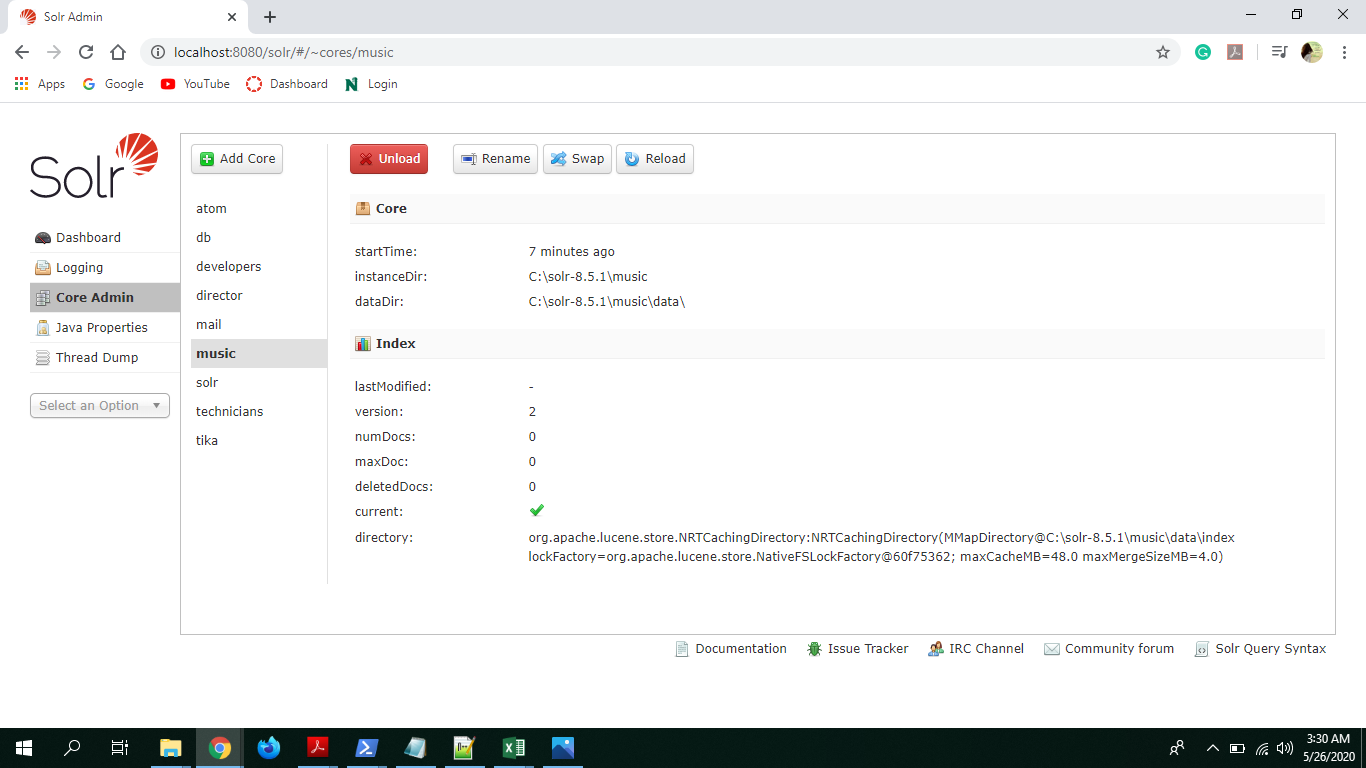 Solr Admin
localhost:8080/solr/#/~cores/music
Apps Google YouTube Dashboard Login
Solr
Dashboard
Logging
Core Admin
Java Properties
Thread Dump
Select an Option
Add Core
atom
db
developers
director
mail
music
solr
technicians
tika
Unload Rename Swap Reload
Core
startTime: 7 minutes ago
instanceDir: C:\solr-8.5.1\music
dataDir: C:\solr-8.5.1\music\data\
Index
lastModified: -
version: 2
numDocs: 0
maxDoc: 0
deletedDocs: 0
current:
directory: org.apache.lucene.store.NRTCachingDirectory:NRTCachingDirectory(MMapDirectory@C:\solr-8.5.1\music\data\index
lockFactory=org.apache.lucene.store.NativeFSLockFactory@60f75362; maxCacheMB=48.0 maxMergeSizeMB=4.0)
Documentation Issue Tracker IRC Channel Community forum Solr Query Syntax
3:30 AM
5/26/2020